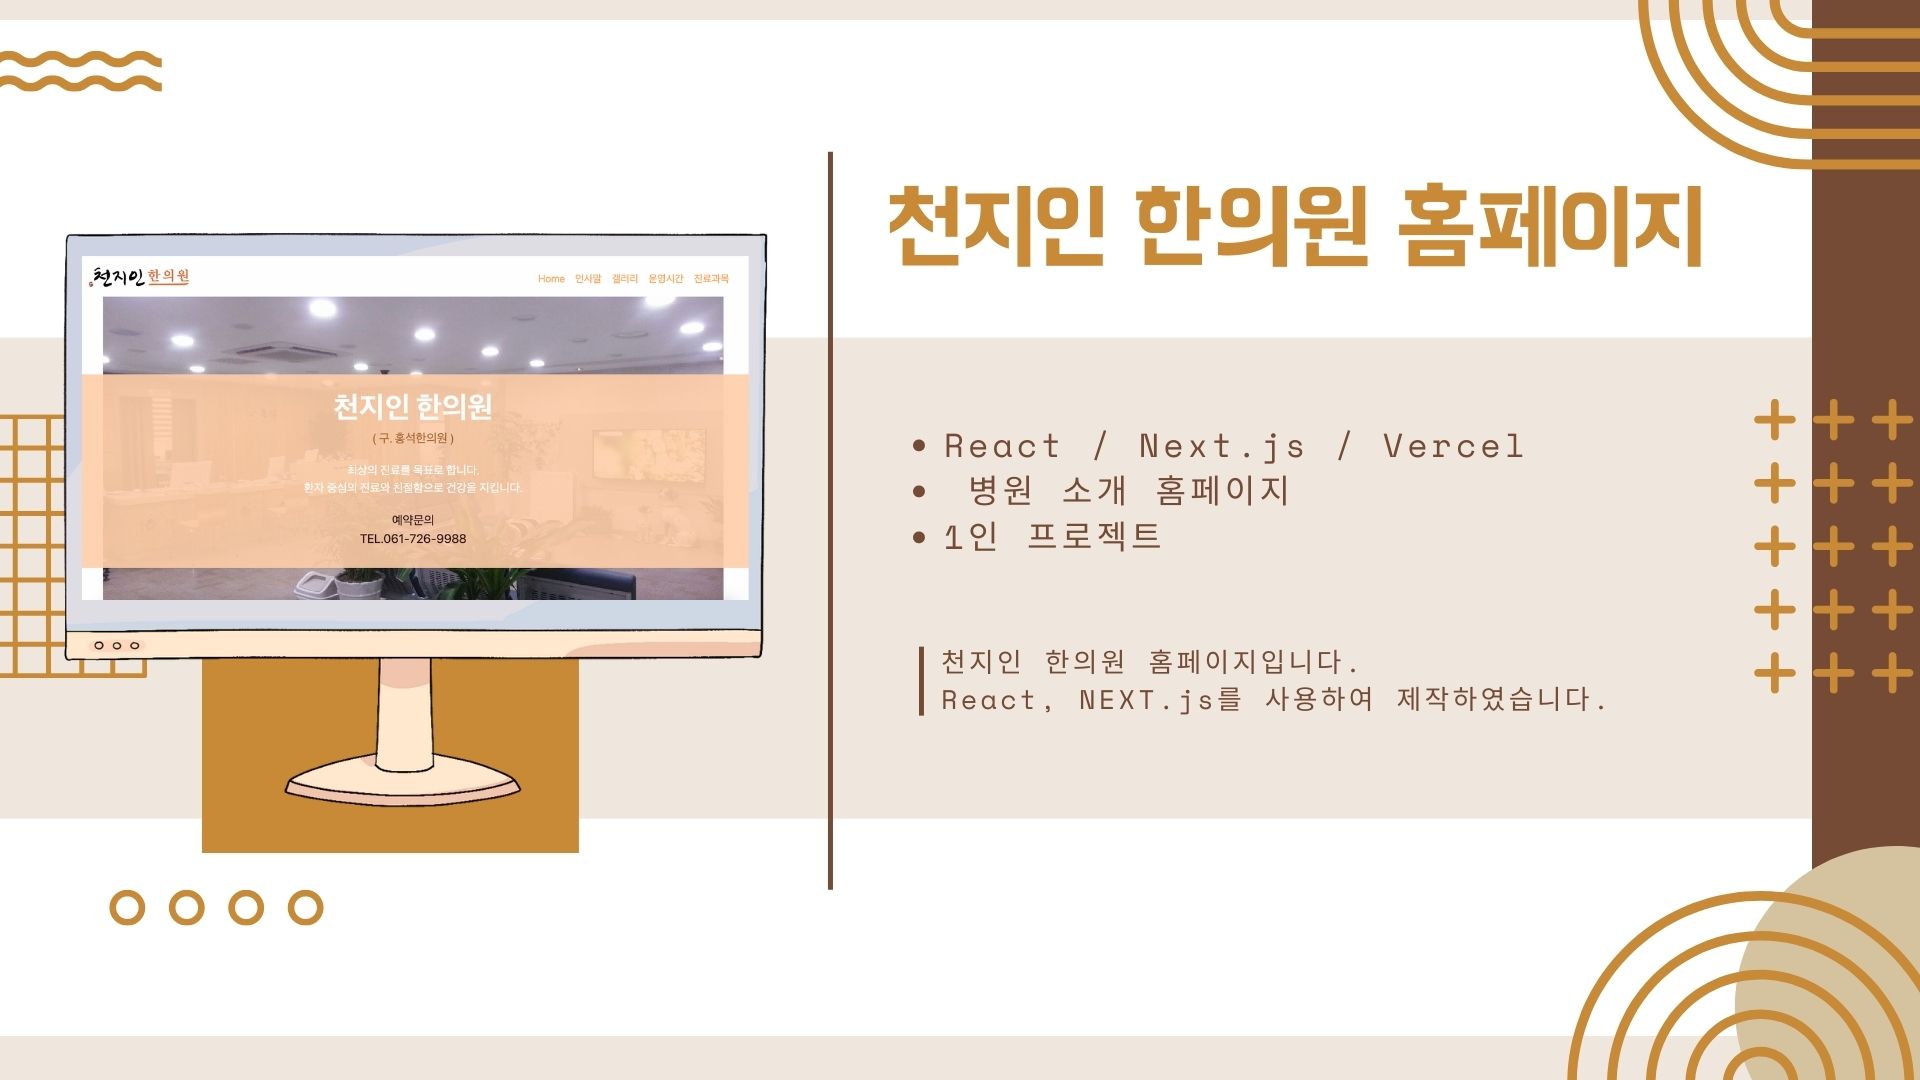 천지인 한의원
Home 인사말 갤러리 운영시간 진료과목
천지인 한의원
( 구. 홍석한의원 )
최상의 진료를 목표로 합니다.
환자 중심의 진료와 친절함으로 건강을 지킵니다.
예약문의
TEL.061-726-9988
천지인 한의원 홈페이지
React / Next.js / Vercel
병원 소개 홈페이지
1인 프로젝트
천지인 한의원 홈페이지입니다.
React, NEXT.js를 사용하여 제작하였습니다.